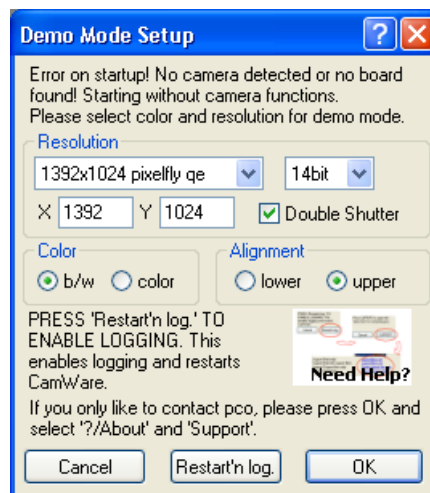 Demo Mode Setup
Error on startup! No camera detected or no board
found! Starting without camera functions.
Please select color and resolution for demo mode.
Resolution
1392x1024 pixelfly qe 14bit
X 1392 Y 1024 Double Shutter
Color Alignment
b/w color lower upper
PRESS 'Restart'n log.' TO
ENABLE LOGGING. This
enables logging and restarts
CamWare.
Need Help?
If you only like to contact pco, please press OK and
select '?/About' and 'Support'.
Cancel Restart'n log. OK